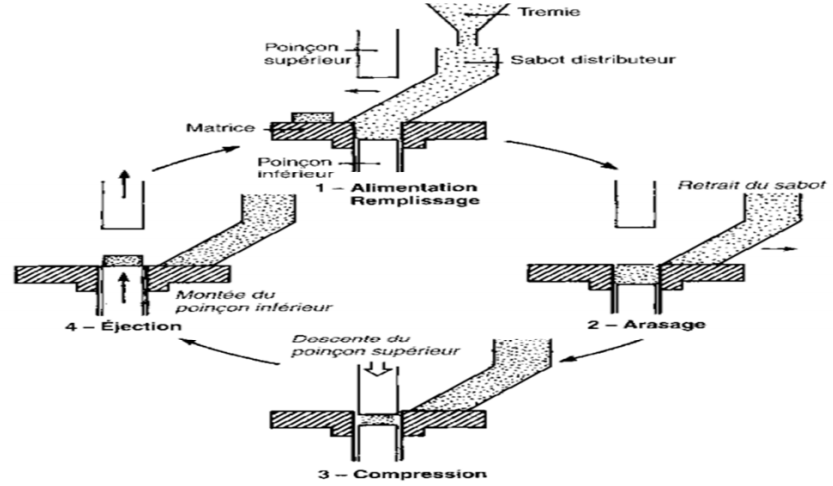 Tremie
Poinçon
supérieur
Sabot distributeur
Matrice
Poinçon
inférieur
1 – Alimentation
Remplissage
Retrait du sabot
2 – Arasage
Descente du
poinçon supérieur
3 – Compression
Montée du
poinçon inférieur
4 – Éjection